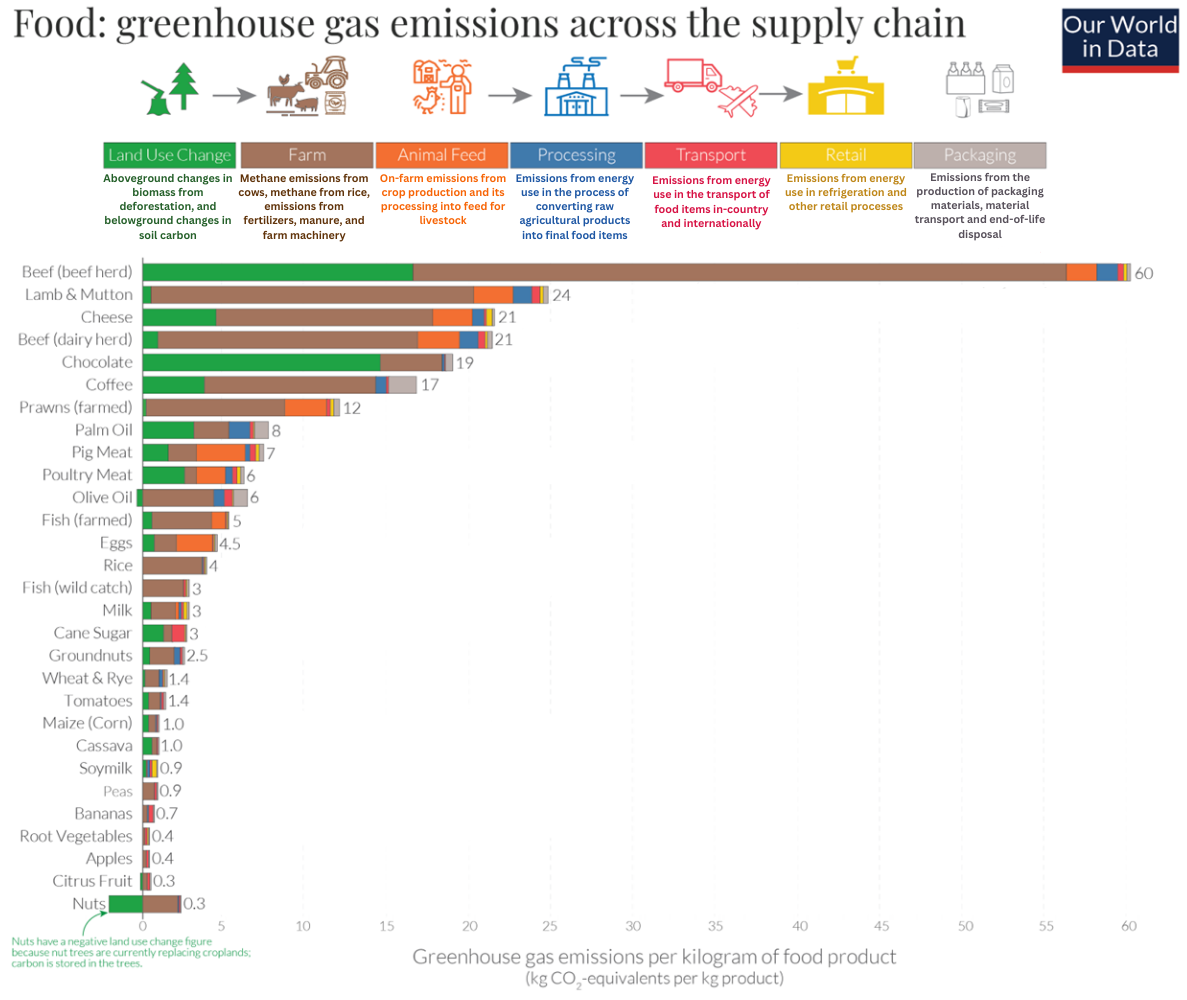 Food: greenhouse gas emissions across the supply chain
Our World
in Data
Land Use Change
Aboveground changes in
biomass from
deforestation, and
belowground changes in
soil carbon
Farm
Methane emissions from
cows, methane from rice,
emissions from
fertilizers, manure, and
farm machinery
Animal Feed
On-farm emissions from
crop production and its
processing into feed for
livestock
Processing
Emissions from energy
use in the process of
converting raw
agricultural products
into final food items
Transport
Emissions from energy
use in the transport of
food items in-country
and internationally
Retail
Emissions from energy
use in refrigeration and
other retail processes
Packaging
Emissions from the
production of packaging
materials, material
transport and end-of-life
disposal
Beef (beef herd) 60
Lamb & Mutton 24
Cheese 21
Beef (dairy herd) 21
Chocolate 19
Coffee 17
Prawns (farmed) 12
Palm Oil 8
Pig Meat 7
Poultry Meat 6
Olive Oil 6
Fish (farmed) 5
Eggs 4.5
Rice 4
Fish (wild catch) 3
Milk 3
Cane Sugar 3
Groundnuts 2.5
Wheat & Rye 1.4
Tomatoes 1.4
Maize (Corn) 1.0
Cassava 1.0
Soymilk 0.9
Peas 0.9
Bananas 0.7
Root Vegetables 0.4
Apples 0.4
Citrus Fruit 0.3
Nuts 0.3
0 5 10 15 20 25 30 35 40 45 50 55 60
Nuts have a negative land use change figure
because nut trees are currently replacing croplands;
carbon is stored in the trees.
Greenhouse gas emissions per kilogram of food product
(kg CO₂-equivalents per kg product)